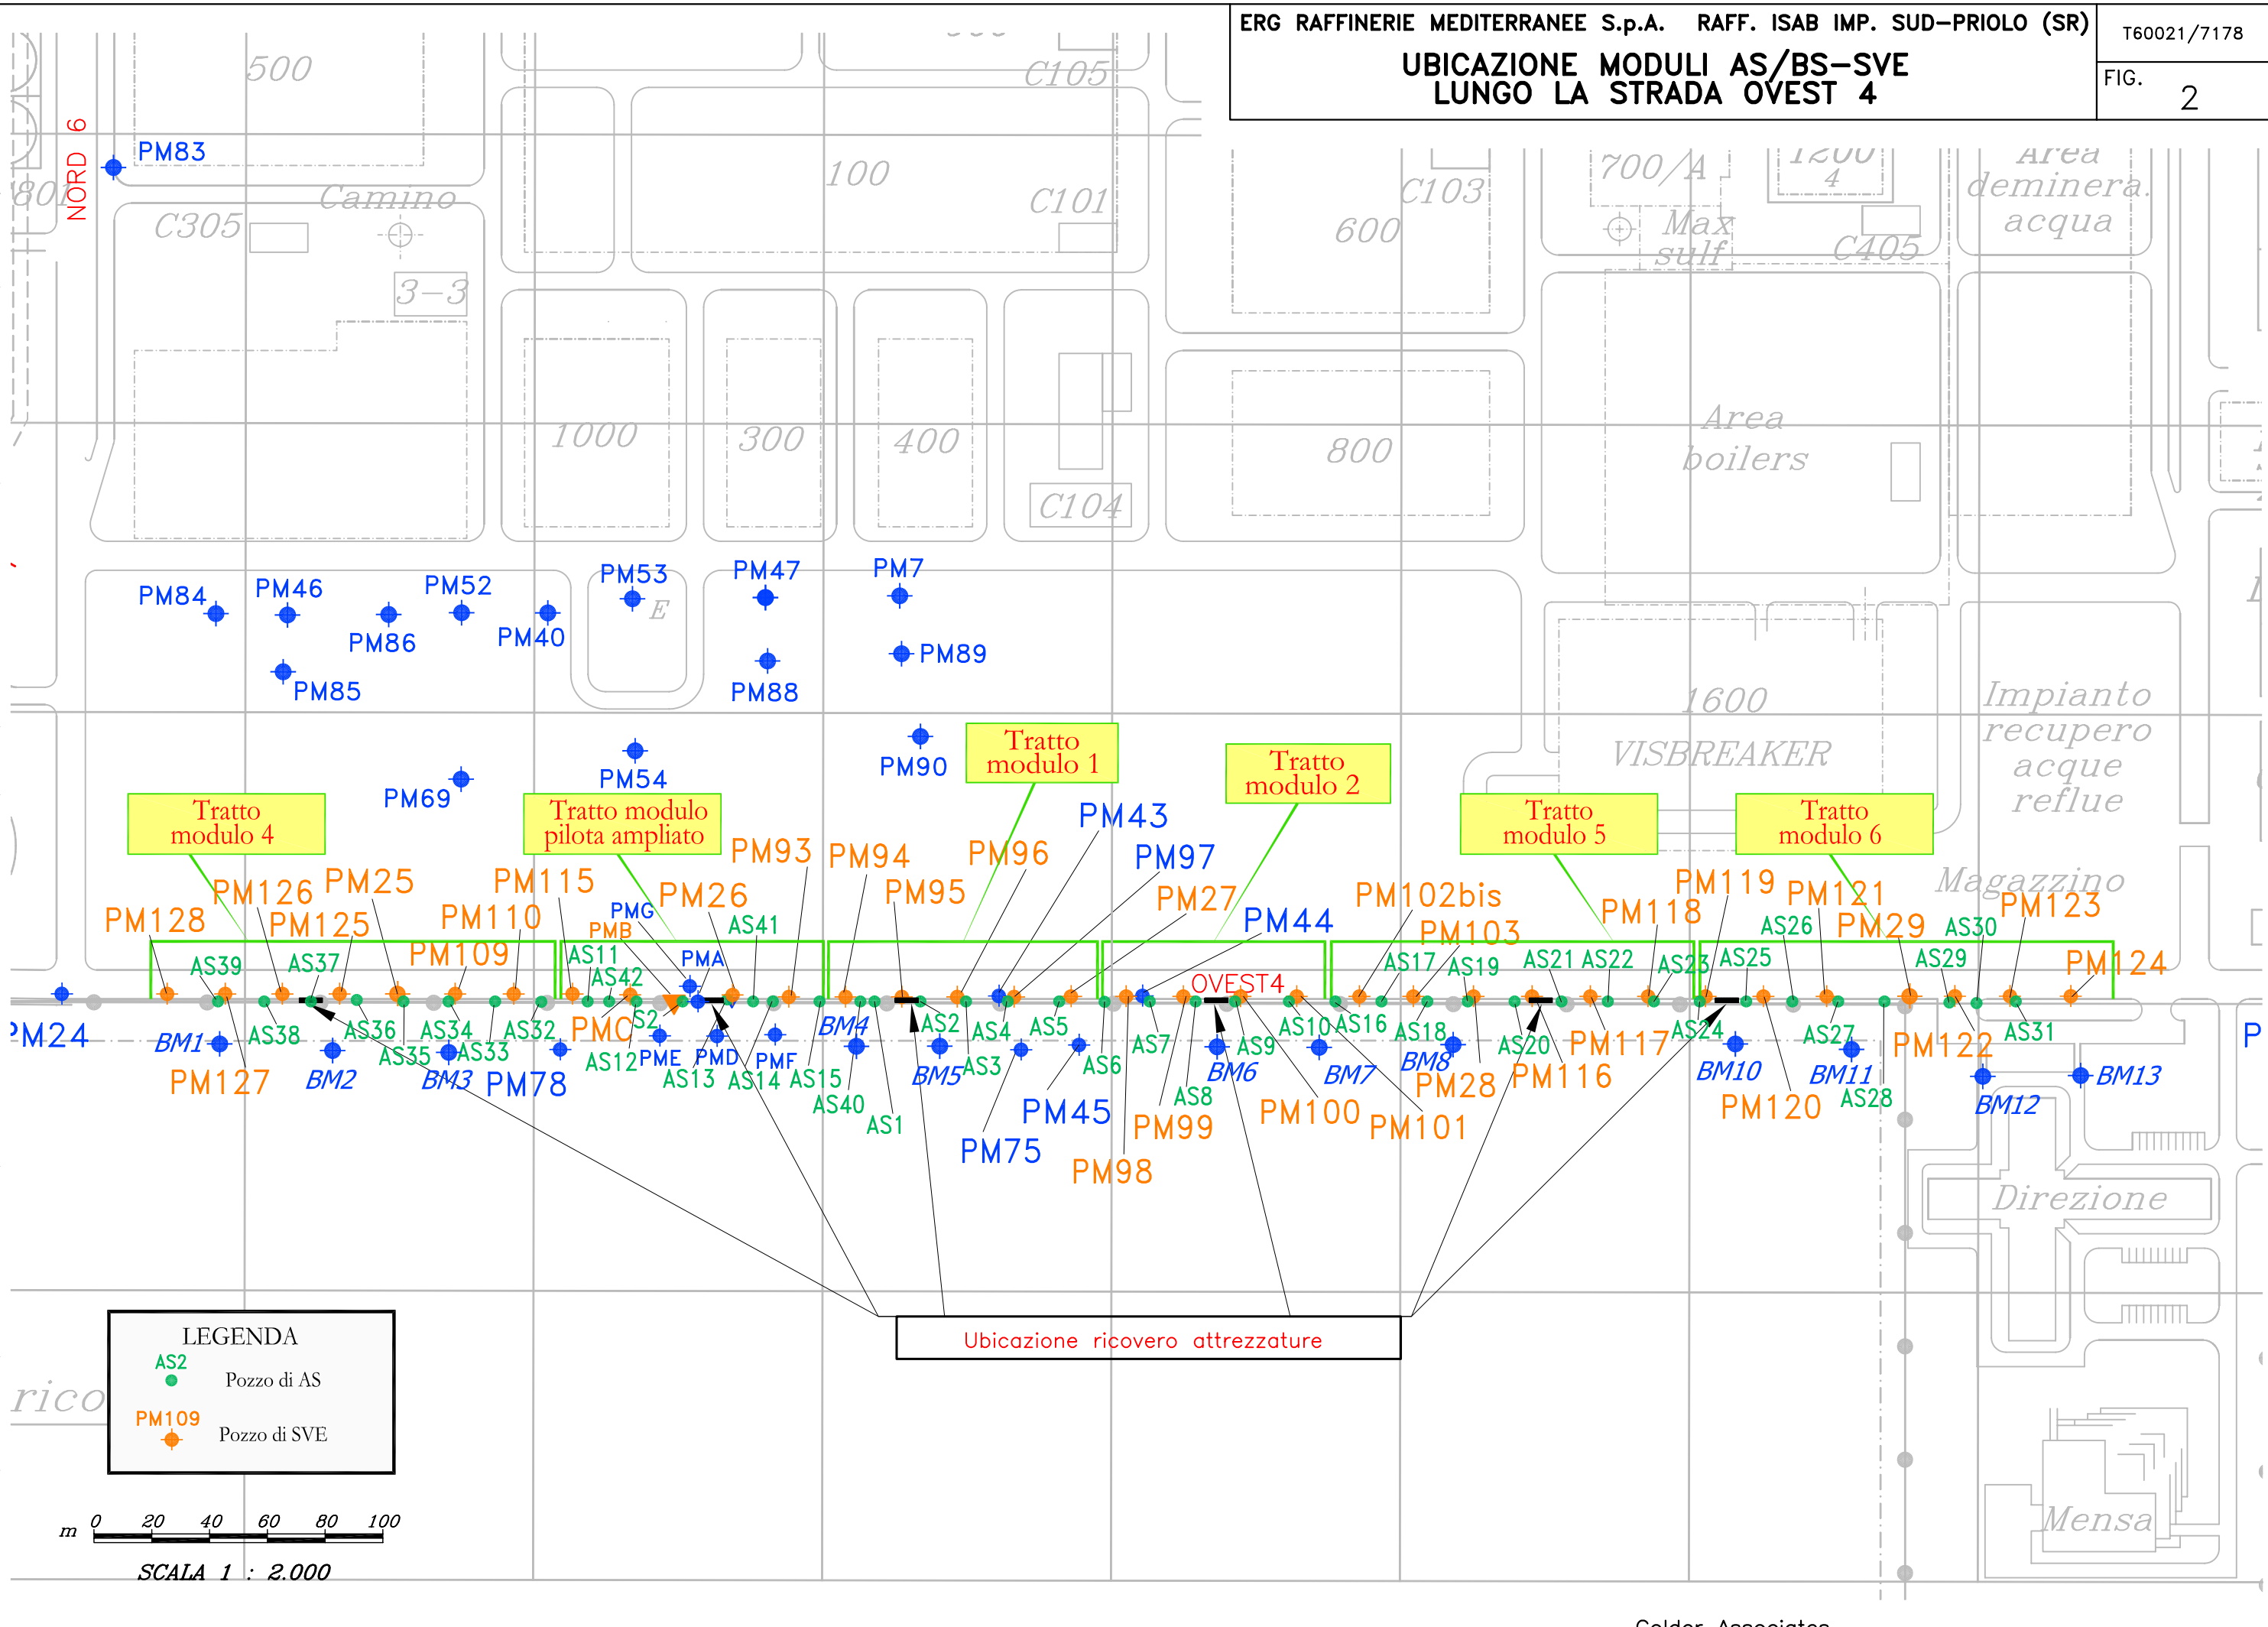 ERG RAFFINERIE MEDITERRANEE S.p.A. RAFF. ISAB IMP. SUD-PRIOLO (SR)
T60021/7178
UBICAZIONE MODULI AS/BS-SVE
LUNGO LA STRADA OVEST 4
FIG.
2
500
C105
NORD 6
PM83
801
C305
Camino
3-3
100
C101
C103
600
700/A
1200
4
Max
sulf
C405
Area
deminera.
acqua
1000
300
400
C104
800
Area
boilers
PM84
PM46
PM86
PM52
PM40
PM53
E
PM47
PM7
PM85
PM88
PM89
PM69
PM54
PM90
1600
VISBREAKER
Impianto
recupero
acque
reflue
Magazzino
Tratto
modulo 4
Tratto modulo
pilota ampliato
Tratto
modulo 1
Tratto
modulo 2
Tratto
modulo 5
Tratto
modulo 6
PM43
PM97
PM93
PM94
PM96
PM95
PM27
PM44
PM128
PM126
PM125
PM25
PM110
PM109
PM115
PMG
PMB
PM26
AS41
PMA
AS11
AS42
PM102bis
PM103
PM118
PM119
PM121
PM29
PM123
PM124
AS39
AS37
AS17
AS19
AS21
AS22
AS23
AS25
AS26
AS29
AS30
OVEST4
PM24
BM1
AS38
AS36
AS35
AS34
AS33
AS32
PMC
S2
AS12
PME
PMD
PMF
AS13
AS14
AS15
BM4
AS40
AS1
AS2
BM5
AS3
AS4
AS5
AS6
AS7
AS8
AS9
AS10
AS16
AS18
AS20
AS24
AS27
AS28
AS31
PM127
BM2
BM3
PM78
PM75
PM45
PM98
PM99
BM6
PM100
BM7
PM101
BM8
PM28
PM116
PM117
BM10
PM120
BM11
PM122
BM12
BM13
P
Direzione
Mensa
Ubicazione ricovero attrezzature
rico
LEGENDA
AS2
Pozzo di AS
PM109
Pozzo di SVE
m 0 20 40 60 80 100
SCALA 1 : 2.000
Golder Associates